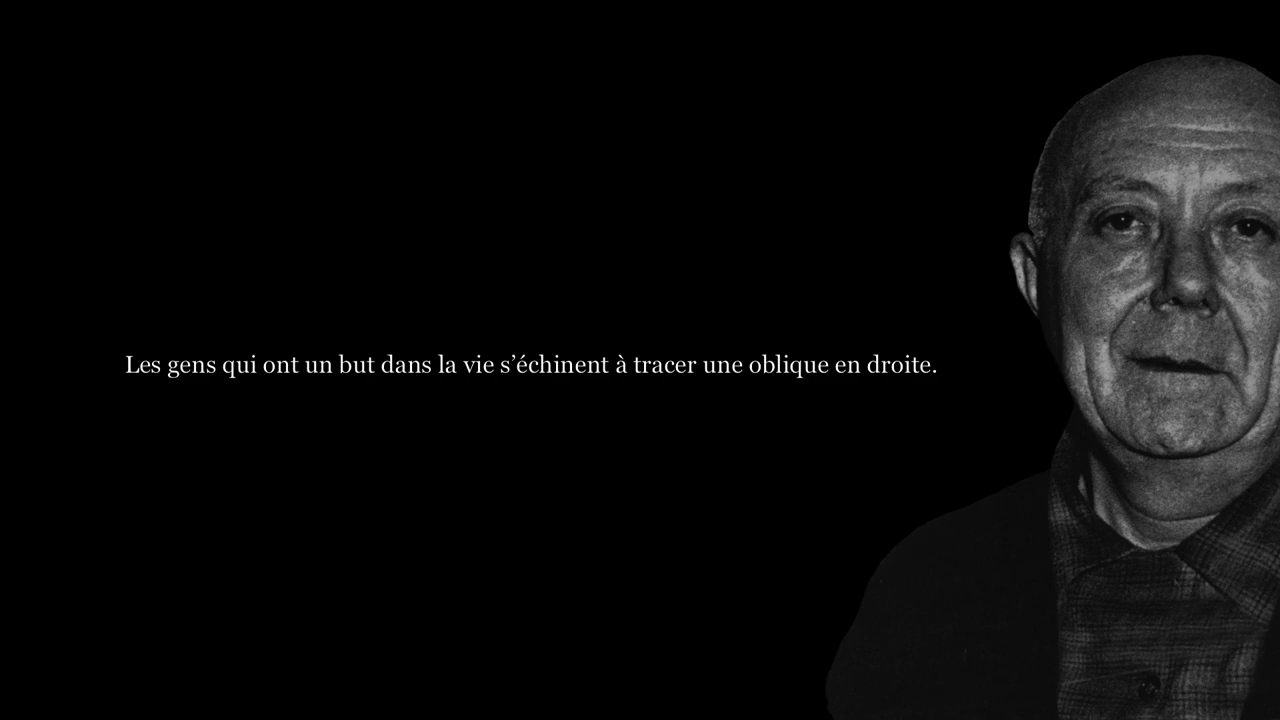 Les gens qui ont un but dans la vie s’échinent à tracer une oblique en droite.